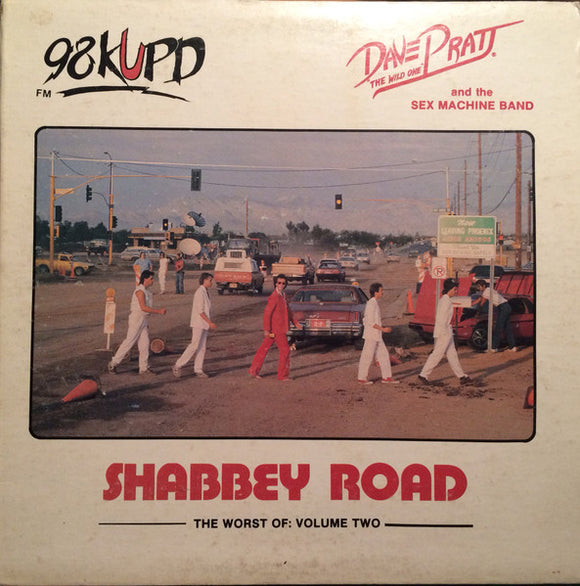 98KUPD
FM
DAVE PRATT
"THE WILD ONE"
and the
SEX MACHINE BAND
Now
LEAVING PHOENIX
SHABBEY ROAD
THE WORST OF: VOLUME TWO